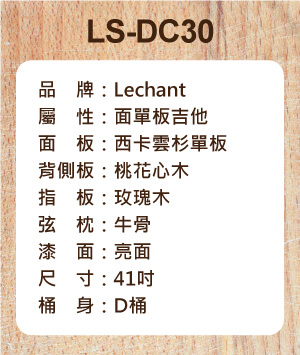 LS-DC30
品　牌：Lechant
屬　性：面單板吉他
面　板：西卡雲杉單板
背側板：桃花心木
指　板：玫瑰木
弦　枕：牛骨
漆　面：亮面
尺　寸：41吋
桶　身：D桶